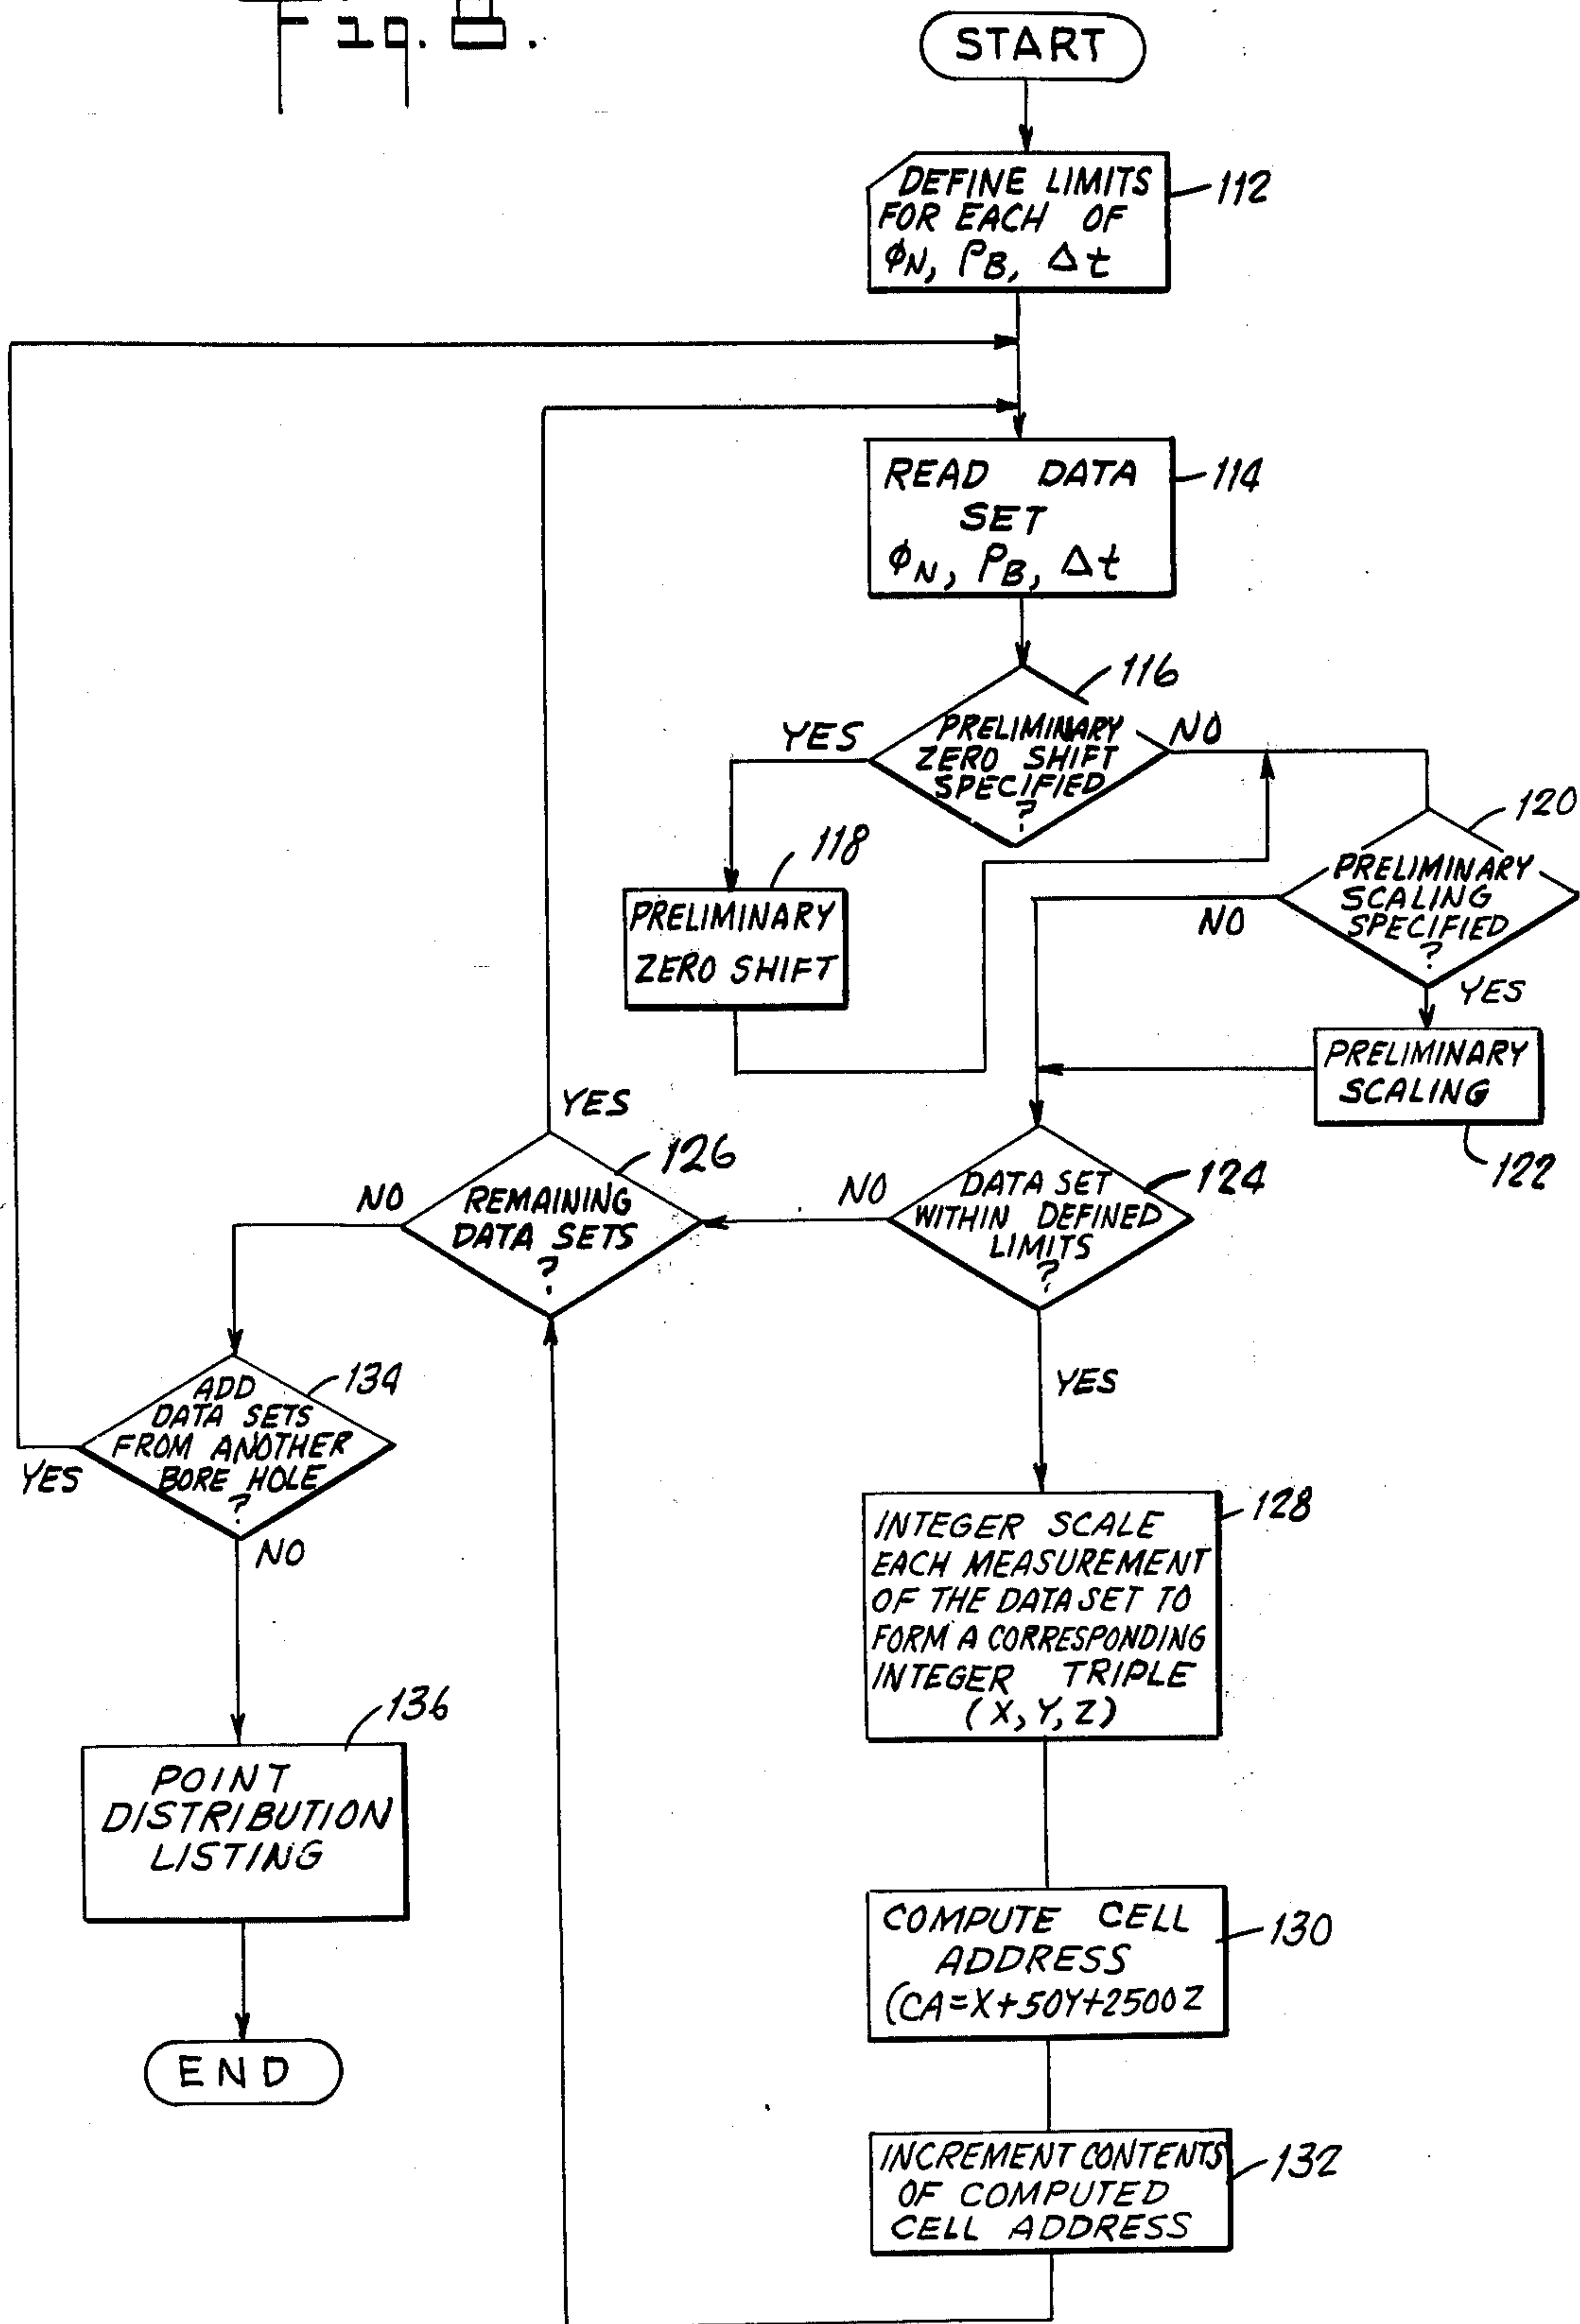 Fig. 8.
START
DEFINE LIMITS
FOR EACH OF
ϕN, ρB, Δt
112
READ DATA
SET
ϕN, ρB, Δt
114
116
PRELIMINARY
ZERO SHIFT
SPECIFIED
?
YES
NO
118
PRELIMINARY
ZERO SHIFT
120
PRELIMINARY
SCALING
SPECIFIED
?
NO
YES
PRELIMINARY
SCALING
122
YES
126
REMAINING
DATA SETS
?
NO
NO
124
DATA SET
WITHIN DEFINED
LIMITS
?
YES
134
ADD
DATA SETS
FROM ANOTHER
BORE HOLE
?
YES
NO
128
INTEGER SCALE
EACH MEASUREMENT
OF THE DATA SET TO
FORM A CORRESPONDING
INTEGER TRIPLE
(X, Y, Z)
136
POINT
DISTRIBUTION
LISTING
COMPUTE CELL
ADDRESS
(CA=X+50Y+2500Z
130
END
INCREMENT CONTENTS
OF COMPUTED
CELL ADDRESS
132